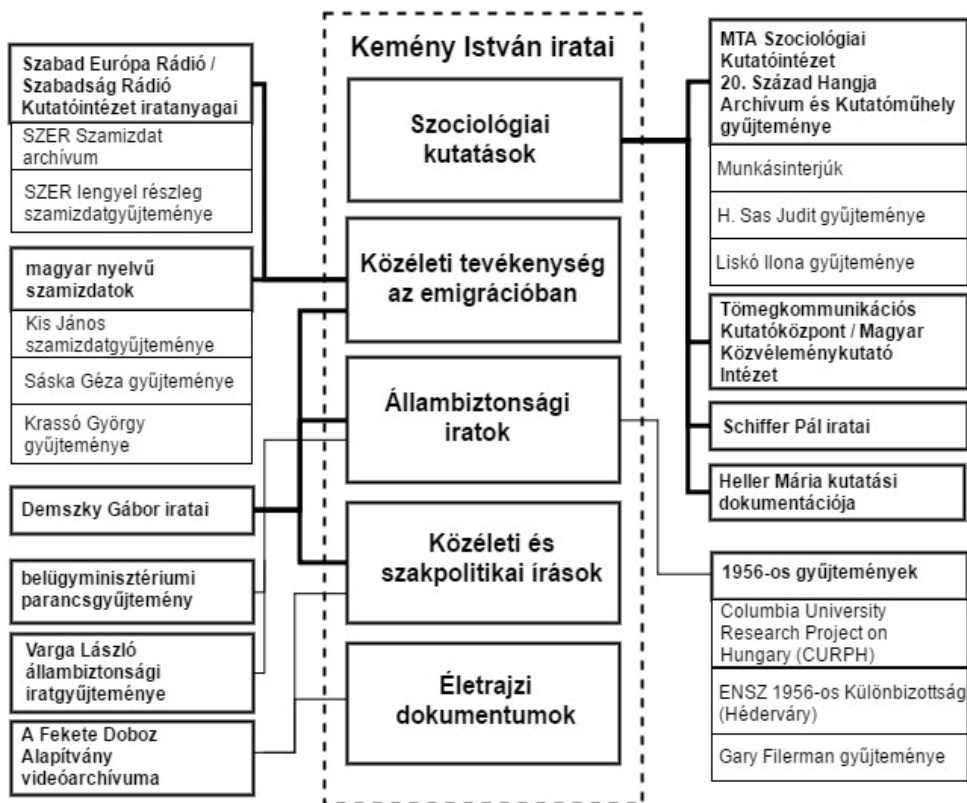 Szabad Európa Rádió /
Szabadság Rádió
Kutatóintézet iratanyagai
SZER Szamizdat
archívum
SZER lengyel részleg
szamizdatgyűjteménye
magyar nyelvű
szamizdatok
Kis János
szamizdatgyűjteménye
Sáska Géza gyűjteménye
Krassó György
gyűjteménye
Demszky Gábor iratai
belügyminisztériumi
parancsgyűjtemény
Varga László
állambiztonsági
iratgyűjteménye
A Fekete Doboz
Alapítvány
videóarchívuma
Kemény István iratai
Szociológiai
kutatások
Közéleti tevékenység
az emigrációban
Állambiztonsági
iratok
Közéleti és
szakpolitikai írások
Életrajzi
dokumentumok
MTA Szociológiai
Kutatóintézet
20. Század Hangja
Archívum és Kutatóműhely
gyűjteménye
Munkásinterjúk
H. Sas Judit gyűjteménye
Liskó Ilona gyűjteménye
Tömegkommunikációs
Kutatóközpont / Magyar
Közvéleménykutató
Intézet
Schiffer Pál iratai
Heller Mária kutatási
dokumentációja
1956-os gyűjtemények
Columbia University
Research Project on
Hungary (CURPH)
ENSZ 1956-os Különbizottság
(Héderváry)
Gary Filerman gyűjteménye